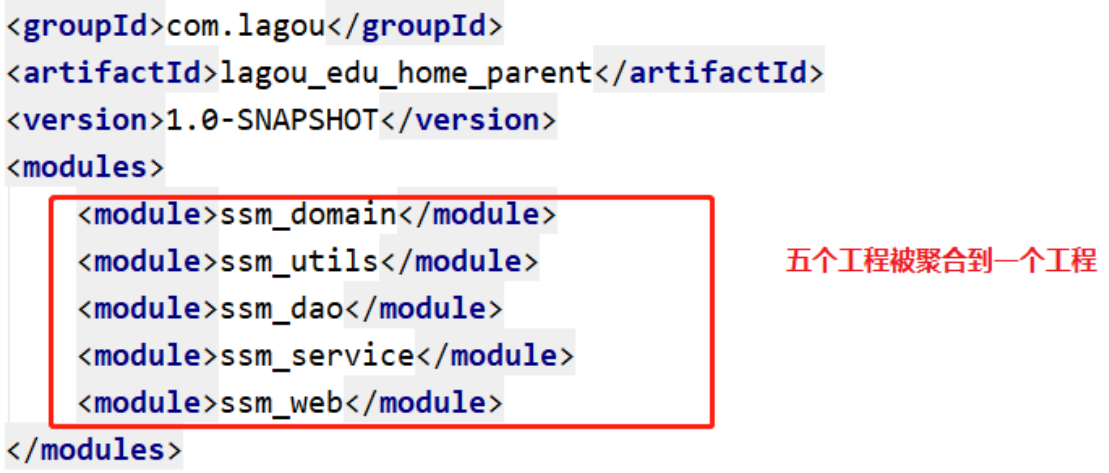 <groupId>com.lagou</groupId>
<artifactId>lagou_edu_home_parent</artifactId>
<version>1.0-SNAPSHOT</version>
<modules>
<module>ssm_domain</module>
<module>ssm_utils</module>
五个工程被聚合到一个工程
<module>ssm_dao</module>
<module>ssm_service</module>
<module>ssm_web</module>
</modules>